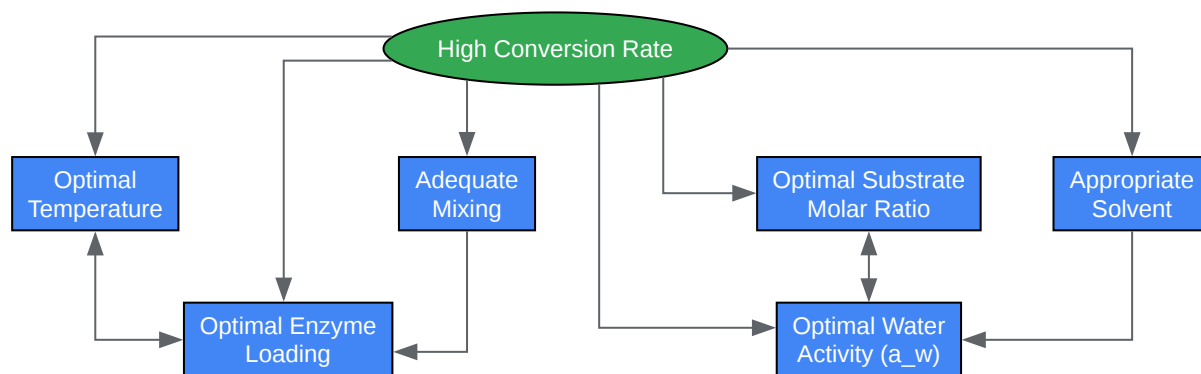 High Conversion Rate
Optimal
Temperature
Adequate
Mixing
Optimal Substrate
Molar Ratio
Appropriate
Solvent
Optimal Enzyme
Loading
Optimal Water
Activity (a_w)